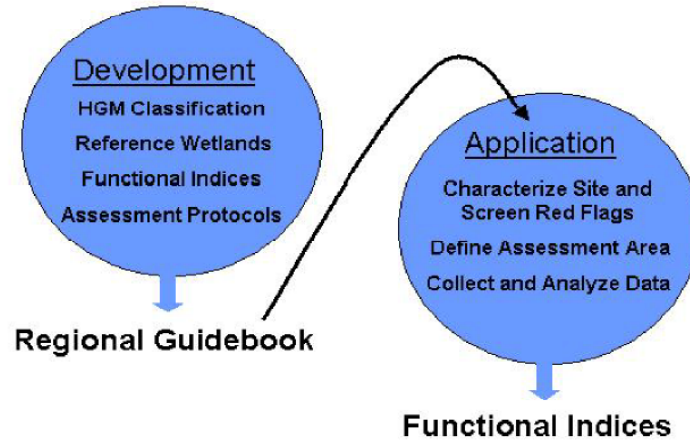 Development
HGM Classification
Reference Wetlands
Functional Indices
Assessment Protocols
Regional Guidebook
Application
Characterize Site and
Screen Red Flags
Define Assessment Area
Collect and Analyze Data
Functional Indices